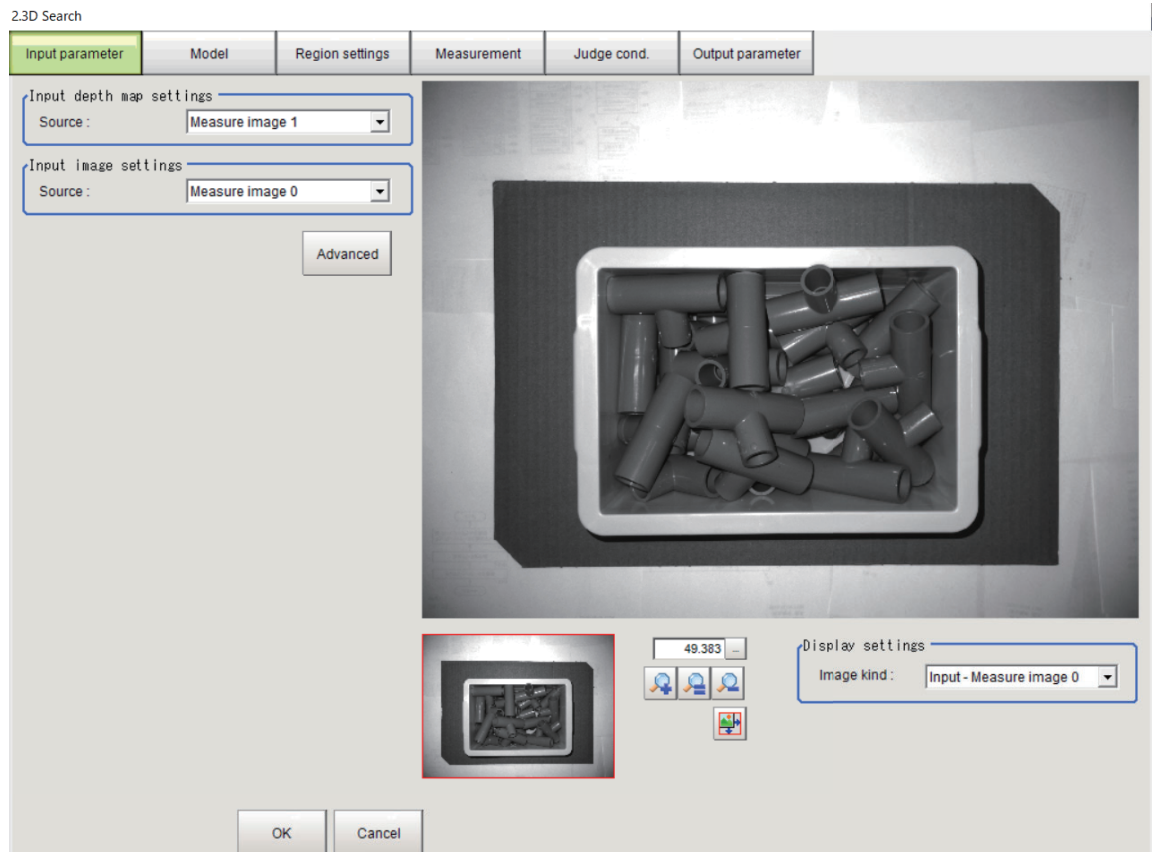 2.3D Search
Input parameter
Model
Region settings
Measurement
Judge cond.
Output parameter
Input depth map settings
Source :
Measure image 1
Input image settings
Source :
Measure image 0
Advanced
49.383
...
Display settings
Image kind :
Input - Measure image 0
OK
Cancel